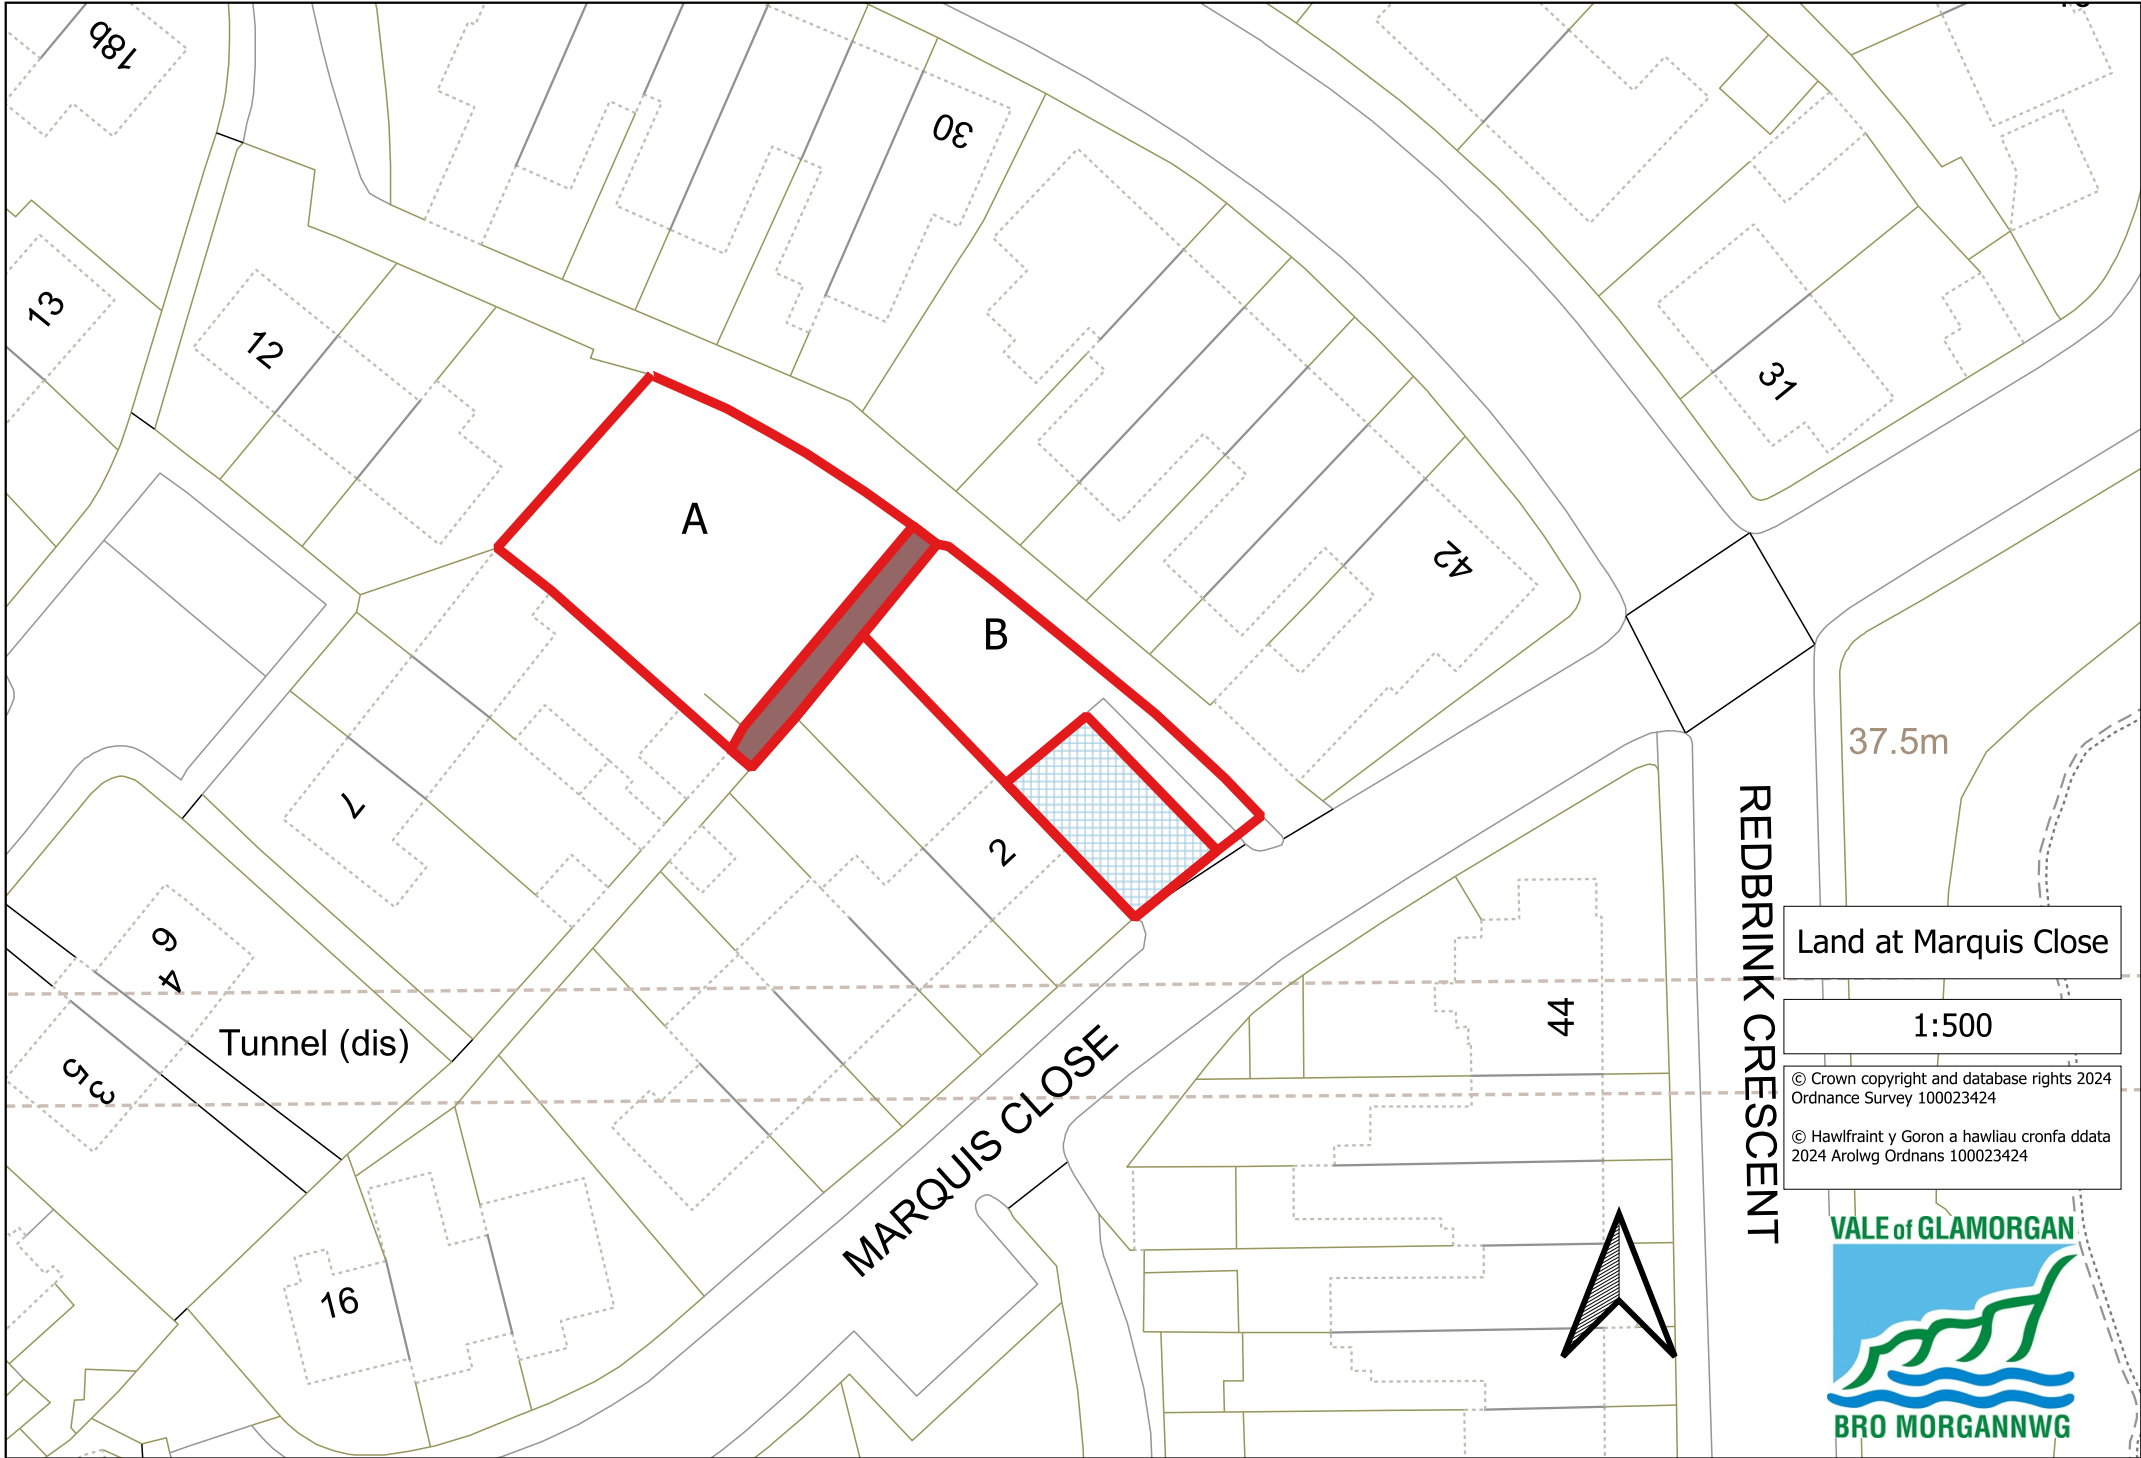 18b
30
13
12
31
A
42
B
37.5m
7
2
REDBRINK CRESCENT
Land at Marquis Close
6
4
44
1:500
Tunnel (dis)
5
3
MARQUIS CLOSE
© Crown copyright and database rights 2024
Ordnance Survey 100023424
© Hawlfraint y Goron a hawliau cronfa ddata
2024 Arolwg Ordnans 100023424
16
VALE of GLAMORGAN
BRO MORGANNWG